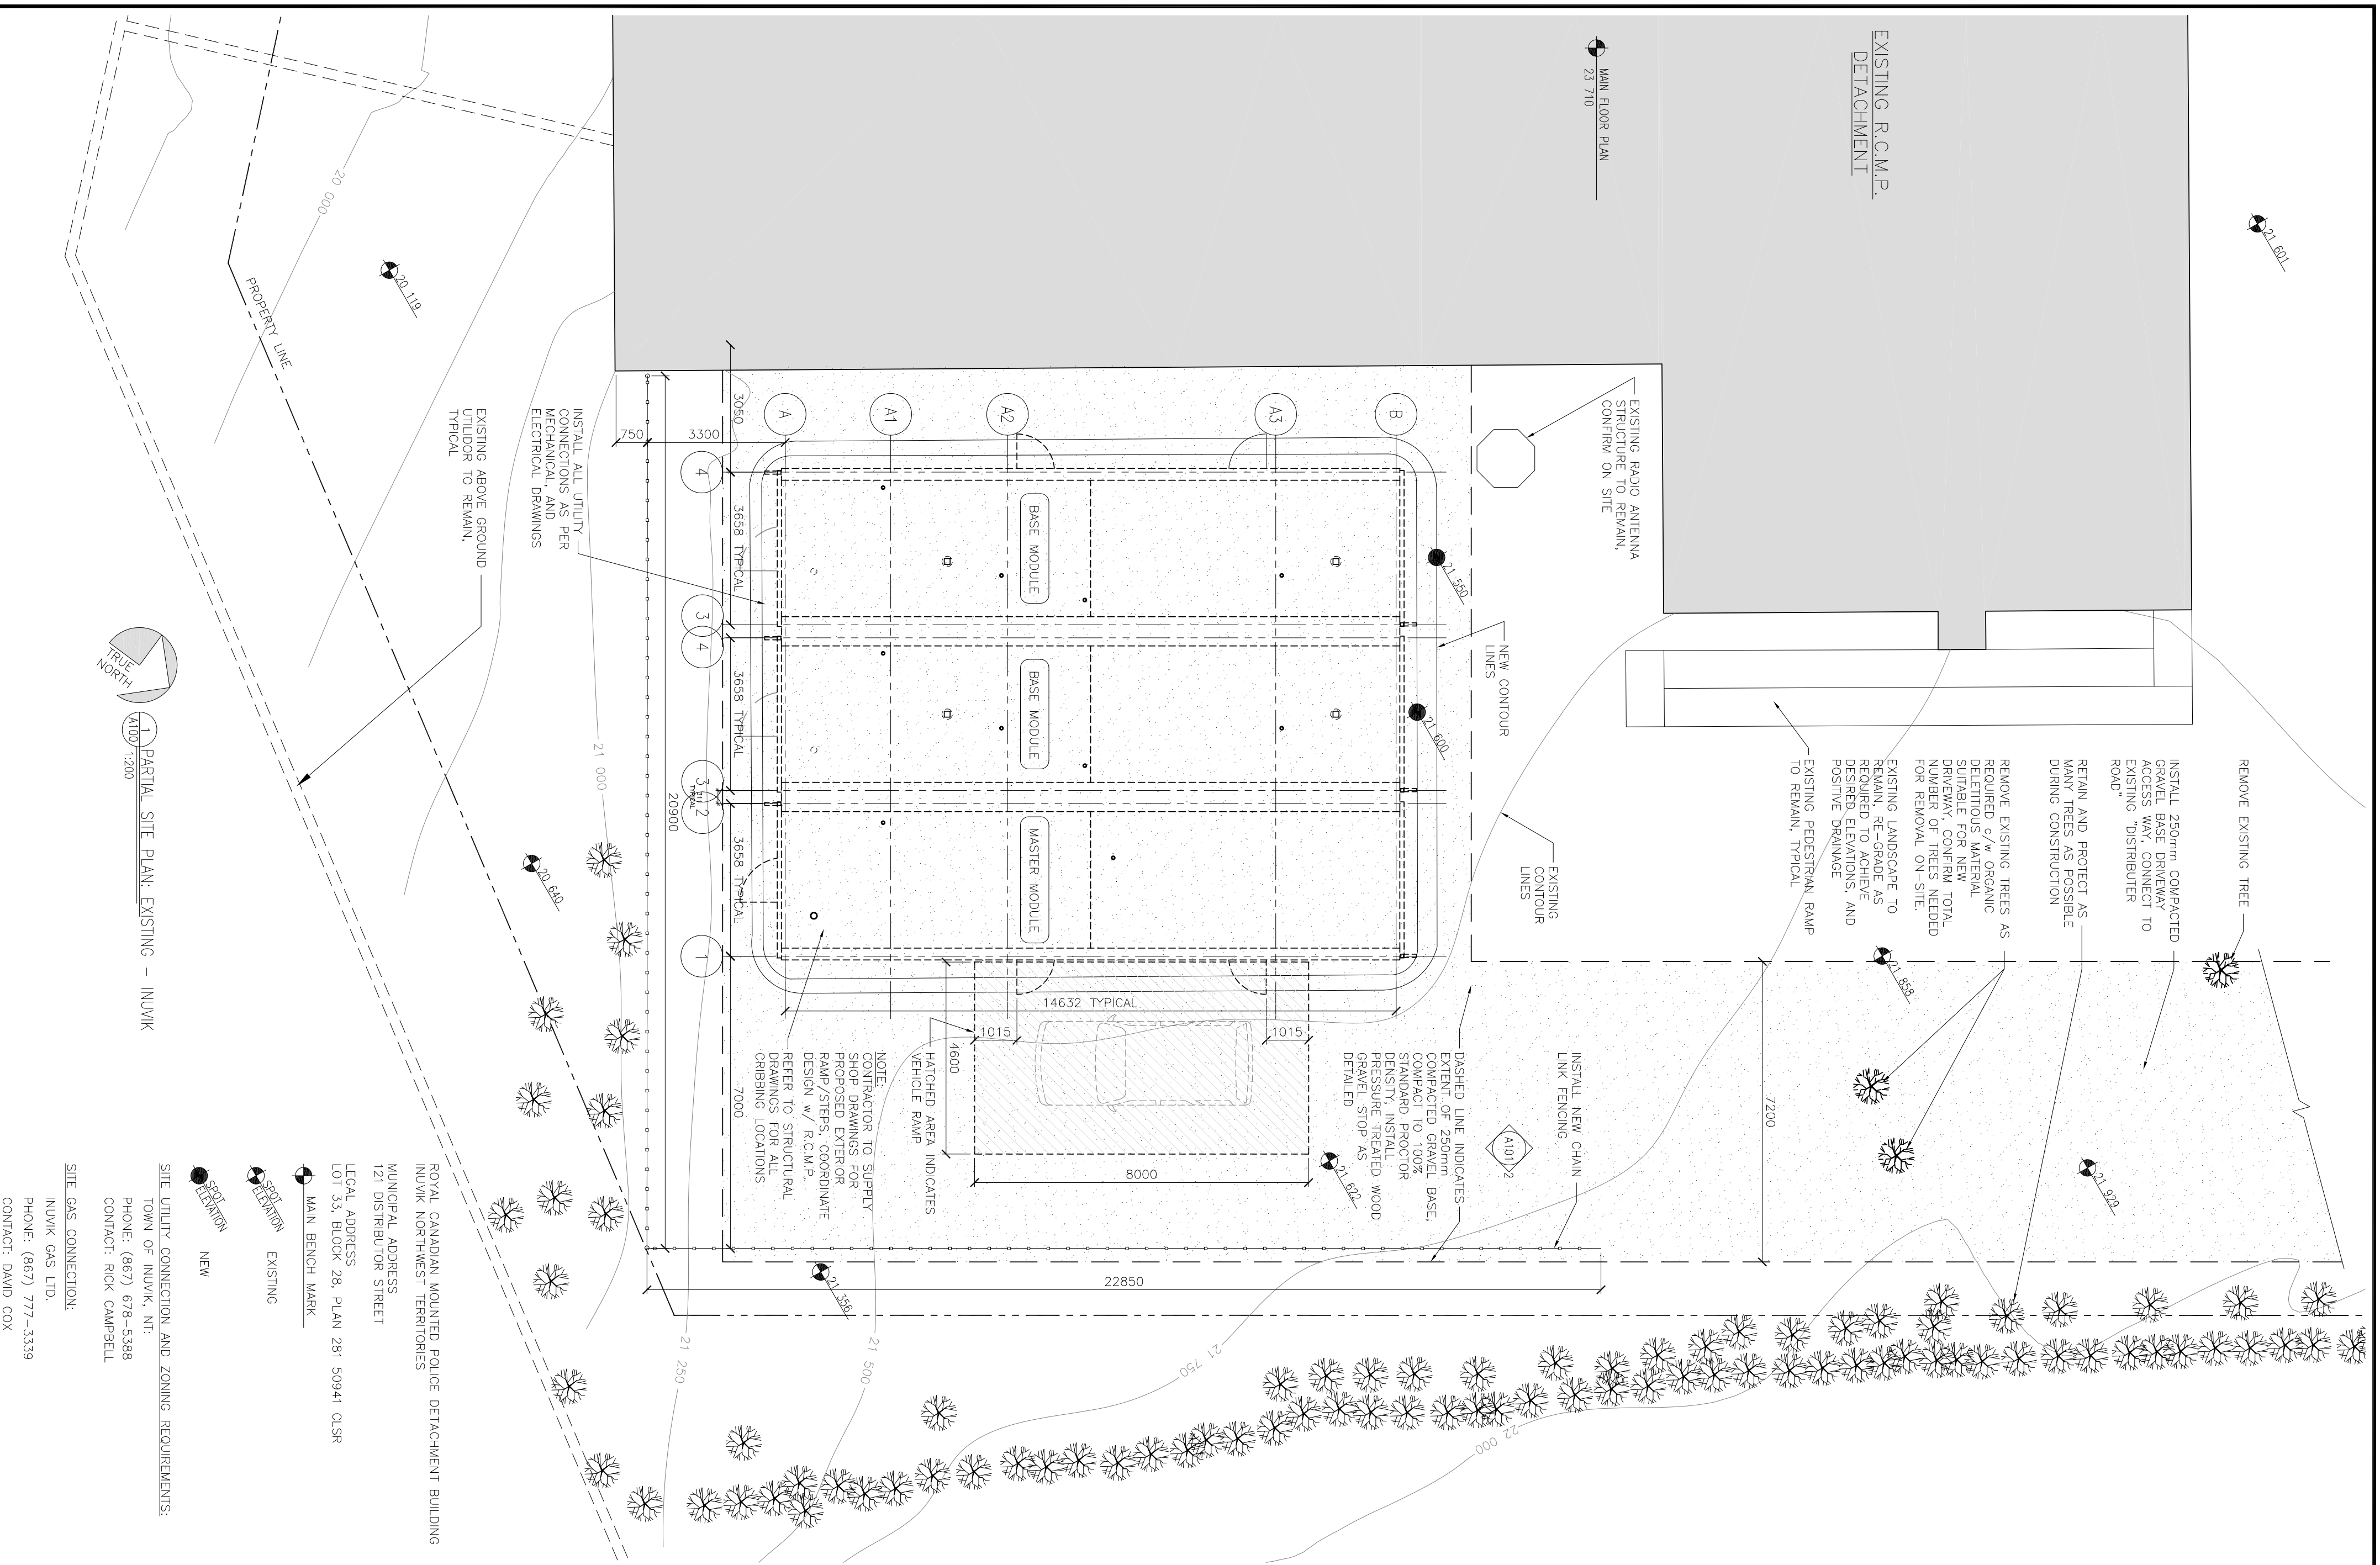 EXISTING R.C.M.P.
DETACHMENT
MAIN FLOOR PLAN
23 710
21 601
20 000
20 119
PROPERTY LINE
EXISTING RADIO ANTENNA
STRUCTURE TO REMAIN,
CONFIRM ON SITE
B
A3
A2
A1
A
3050
3300
750
INSTALL ALL UTILITY
CONNECTIONS AS PER
MECHANICAL, AND
ELECTRICAL DRAWINGS
EXISTING ABOVE GROUND
UTILIDOR TO REMAIN,
TYPICAL
4
3658 TYPICAL
3
4
3658 TYPICAL
3
2
TYPICAL
3658 TYPICAL
1
7000
20900
BASE MODULE
BASE MODULE
MASTER MODULE
21 550
21 600
NEW CONTOUR
LINES
EXISTING
CONTOUR
LINES
REMOVE EXISTING TREE
INSTALL 250mm COMPACTED
GRAVEL BASE DRIVEWAY
ACCESS WAY, CONNECT TO
EXISTING "DISTRIBUTER
ROAD"
RETAIN AND PROTECT AS
MANY TREES AS POSSIBLE
DURING CONSTRUCTION
REMOVE EXISTING TREES AS
REQUIRED c/w ORGANIC
DELETITIOUS MATERIAL
SUITABLE FOR NEW
DRIVEWAY, CONFIRM TOTAL
NUMBER OF TREES NEEDED
FOR REMOVAL ON-SITE.
EXISTING LANDSCAPE TO
REMAIN, RE-GRADE AS
REQUIRED TO ACHIEVE
DESIRED ELEVATIONS, AND
POSITIVE DRAINAGE
EXISTING PEDESTRIAN RAMP
TO REMAIN, TYPICAL
21 858
21 929
7200
INSTALL NEW CHAIN
LINK FENCING
A101
2
DASHED LINE INDICATES
EXTENT OF 250mm
COMPACTED GRAVEL BASE,
COMPACT TO 100%
STANDARD PROCTOR
DENSITY, INSTALL
PRESSURE TREATED WOOD
GRAVEL STOP AS
DETAILED
14632 TYPICAL
1015
1015
4600
8000
21 622
HATCHED AREA INDICATES
VEHICLE RAMP
NOTE:
CONTRACTOR TO SUPPLY
SHOP DRAWINGS FOR
PROPOSED EXTERIOR
RAMP/STEPS, COORDINATE
DESIGN w/ R.C.M.P.
REFER TO STRUCTURAL
DRAWINGS FOR ALL
CRIBBING LOCATIONS
22850
21 356
21 000
20 640
21 250
21 500
21 750
22 000
TRUE
NORTH
1
A100
PARTIAL SITE PLAN: EXISTING - INUVIK
1:200
ROYAL CANADIAN MOUNTED POLICE DETACHMENT BUILDING
INUVIK NORTHWEST TERRITORIES
MUNICIPAL ADDRESS
121 DISTRIBUTOR STREET
LEGAL ADDRESS
LOT 33, BLOCK 28, PLAN 281 50941 CLSR
MAIN BENCH MARK
SPOT
ELEVATION
EXISTING
SPOT
ELEVATION
NEW
SITE UTILITY CONNECTION AND ZONING REQUIREMENTS:
TOWN OF INUVIK, NT:
PHONE: (867) 678-5388
CONTACT: RICK CAMPBELL
SITE GAS CONNECTION:
INUVIK GAS LTD.
PHONE: (867) 777-3339
CONTACT: DAVID COX